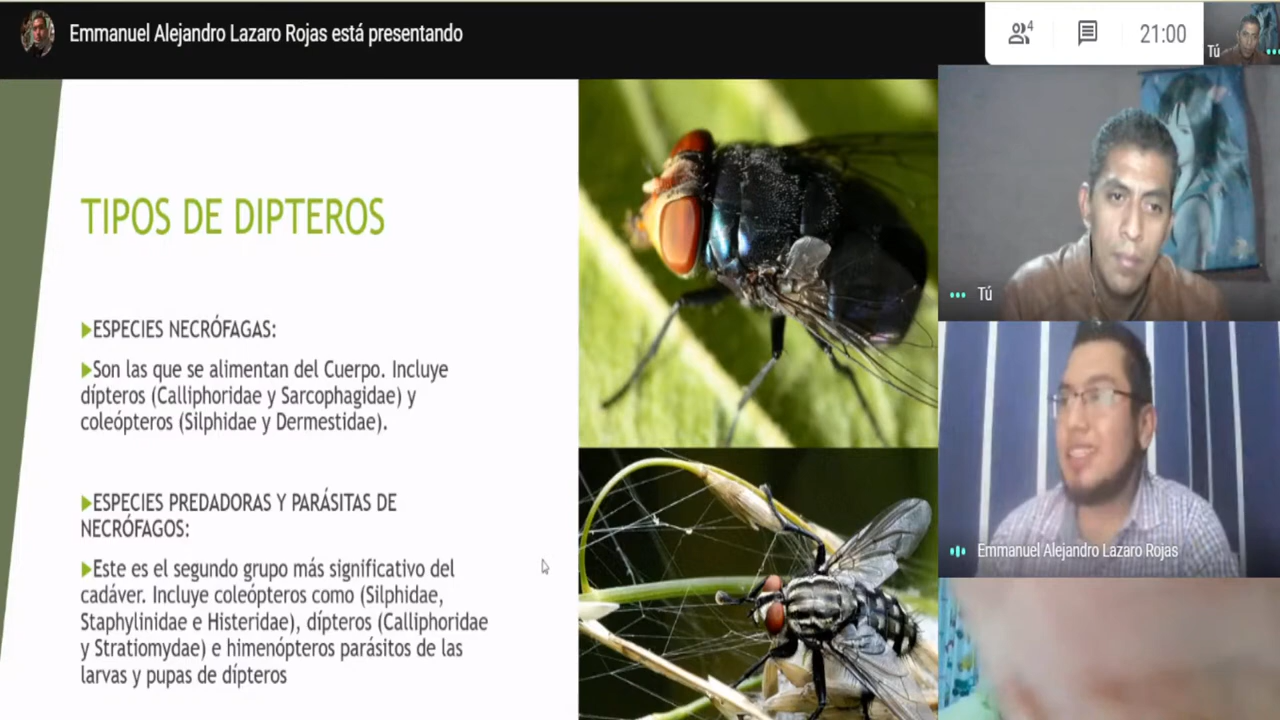 Emmanuel Alejandro Lazaro Rojas está presentando
4
21:00
Tú
TIPOS DE DIPTEROS
ESPECIES NECRÓFAGAS:
Son las que se alimentan del Cuerpo. Incluye
dípteros (Calliphoridae y Sarcophagidae) y
coleópteros (Silphidae y Dermestidae).
ESPECIES PREDADORAS Y PARÁSITAS DE
NECRÓFAGOS:
Este es el segundo grupo más significativo del
cadáver. Incluye coleópteros como (Silphidae,
Staphylinidae e Histeridae), dípteros (Calliphoridae
y Stratiomydae) e himenópteros parásitos de las
larvas y pupas de dípteros
Tú
Emmanuel Alejandro Lazaro Rojas